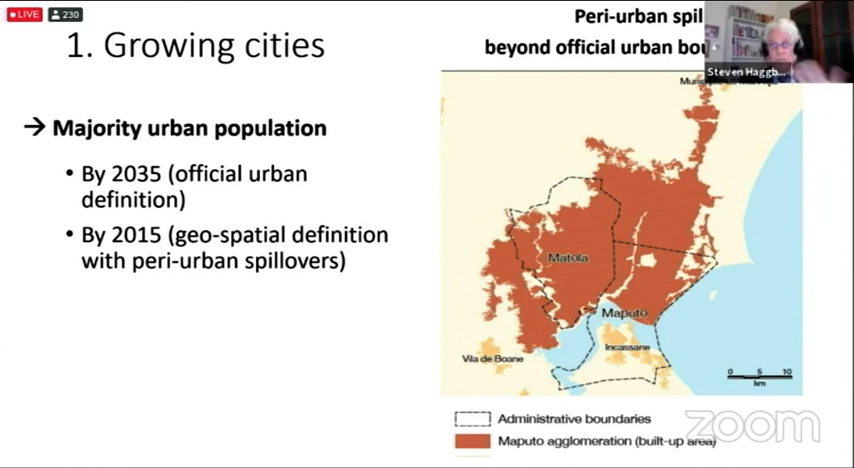 LIVE
230
1. Growing cities
Peri-urban spil
beyond official urban bou
Steven Haggb...
→ Majority urban population
• By 2035 (official urban
definition)
• By 2015 (geo-spatial definition
with peri-urban spillovers)
Matola
Maputo
Incassane
Vila de Boane
0 5 10
km
Administrative boundaries
Maputo agglomeration (built-up area)
zoom